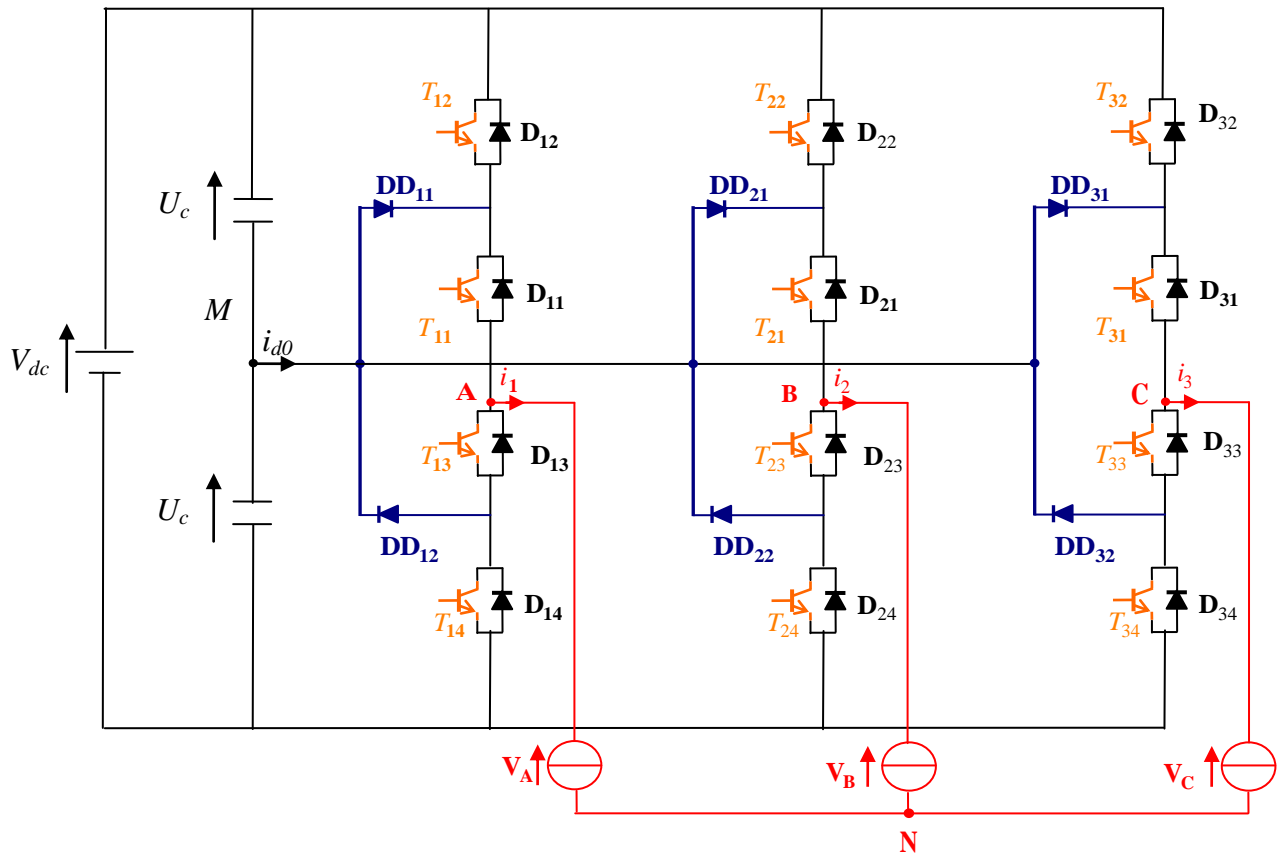 T12 D12 T22 D22 T32 D32
DD11 DD21 DD31
Uc
D11 D21 D31
M T11 T21 T31
id0
Vdc
A i1 B i2 C i3
T13 D13 T23 D23 T33 D33
Uc
DD12 DD22 DD32
T14 D14 T24 D24 T34 D34
VA VB VC
N